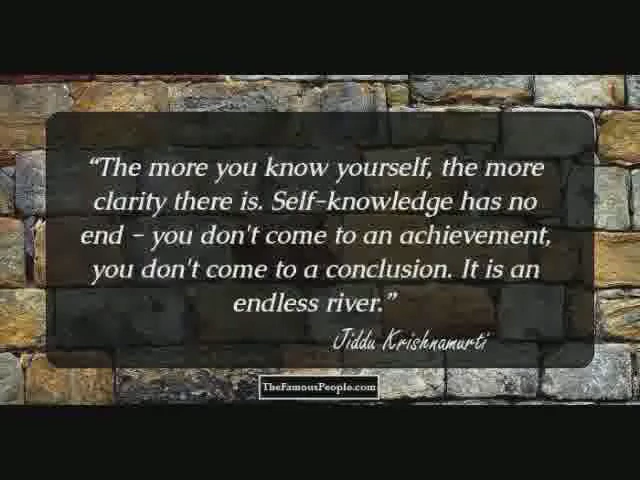 “The more you know yourself, the more
clarity there is. Self-knowledge has no
end - you don't come to an achievement,
you don't come to a conclusion. It is an
endless river.”
Jiddu Krishnamurti
TheFamousPeople.com